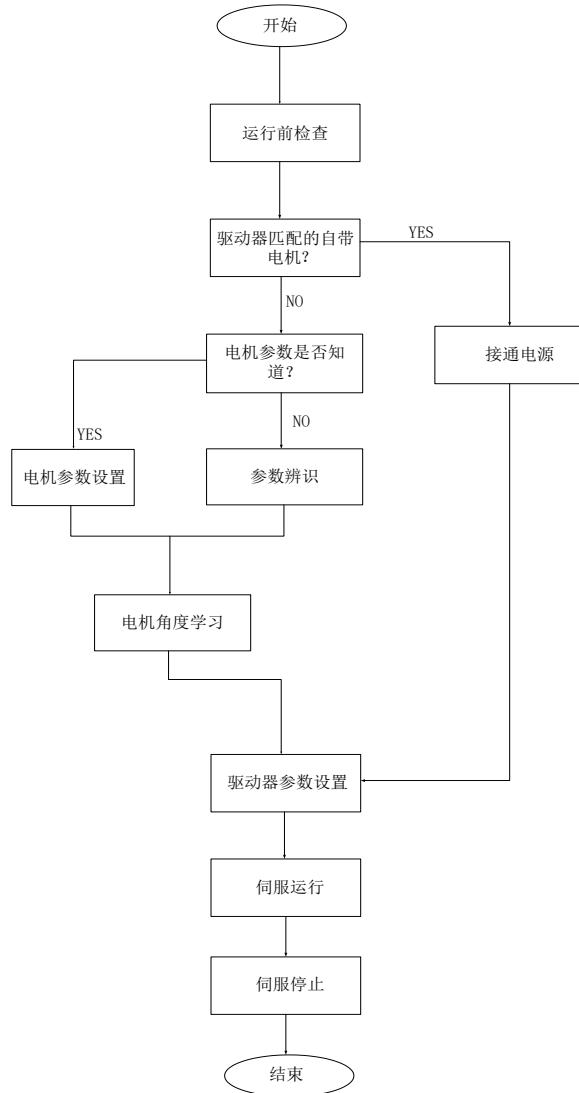 开始
运行前检查
驱动器匹配的自带
电机？
YES
NO
电机参数是否知
道？
接通电源
YES
NO
电机参数设置
参数辨识
电机角度学习
驱动器参数设置
伺服运行
伺服停止
结束